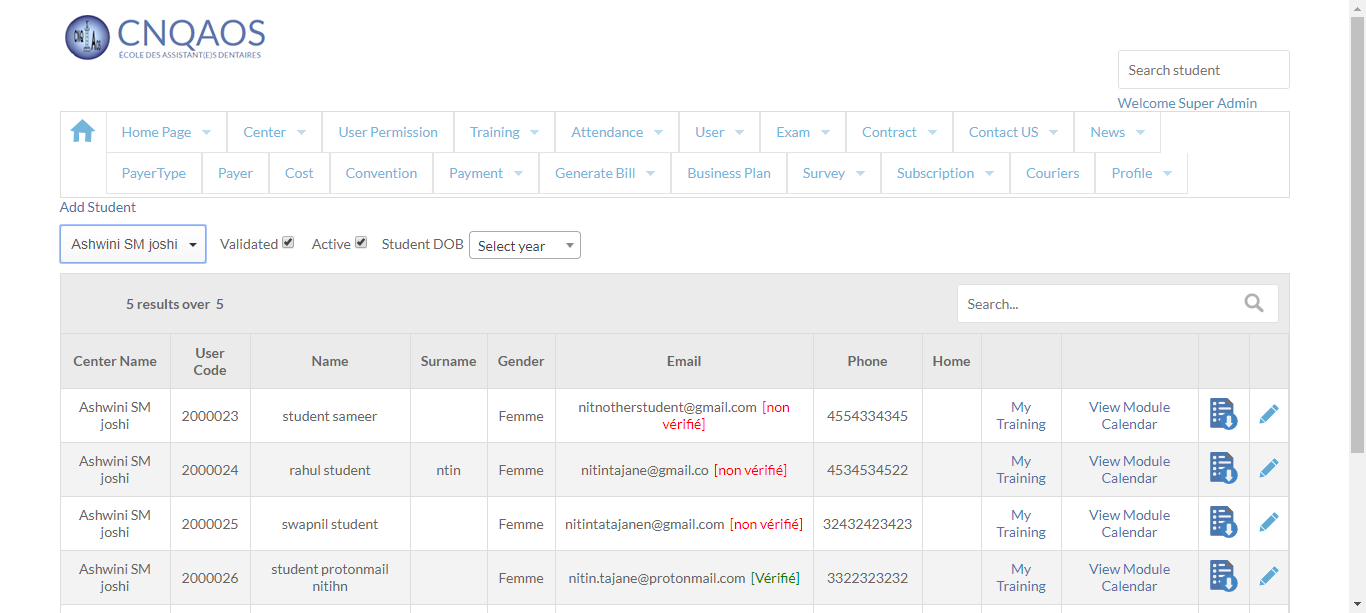 CNQAOS
ÉCOLE DES ASSISTANT(E)S DENTAIRES
Search student
Welcome Super Admin
Home Page Center User Permission Training Attendance User Exam Contract Contact US News
PayerType Payer Cost Convention Payment Generate Bill Business Plan Survey Subscription Couriers Profile
Add Student
Ashwini SM joshi Validated Active Student DOB Select year
5 results over 5 Search...
Center Name User Code Name Surname Gender Email Phone Home
Ashwini SM joshi 2000023 student sameer Femme nitnotherstudent@gmail.com [non vérifié] 4554334345 My Training View Module Calendar
Ashwini SM joshi 2000024 rahul student ntin Femme nitintajane@gmail.co [non vérifié] 4534534522 My Training View Module Calendar
Ashwini SM joshi 2000025 swapnil student Femme nitintatajanen@gmail.com [non vérifié] 32432423423 My Training View Module Calendar
Ashwini SM joshi 2000026 student protonmail nitihn Femme nitin.tajane@protonmail.com [Vérifié] 3322323232 My Training View Module Calendar